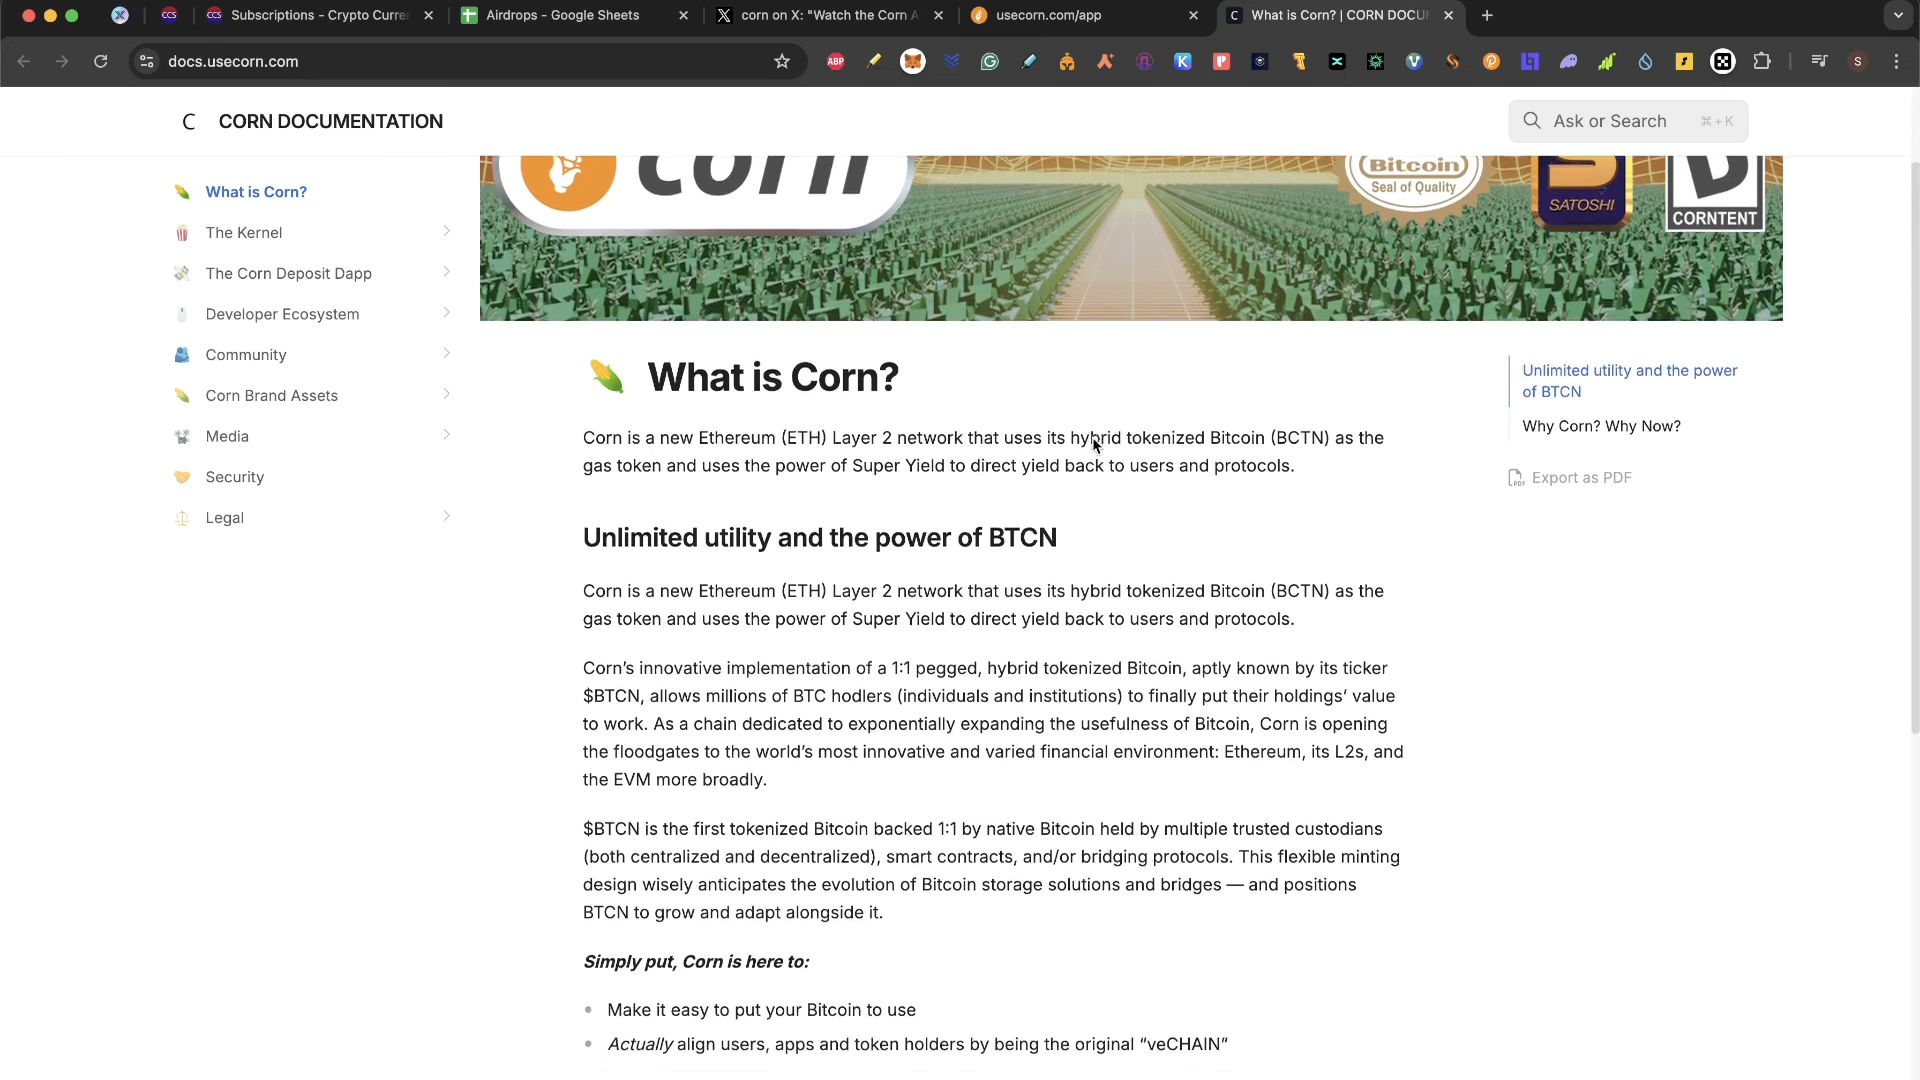 Subscriptions - Crypto Curre
Airdrops - Google Sheets
corn on X: "Watch the Corn A
usecorn.com/app
What is Corn? | CORN DOCU
docs.usecorn.com
ABP
S
C CORN DOCUMENTATION
Ask or Search ⌘+K
corn
Bitcoin
Seal of Quality
SATOSHI
CORNTENT
What is Corn?
The Kernel
The Corn Deposit Dapp
Developer Ecosystem
Community
Corn Brand Assets
Media
Security
Legal
What is Corn?
Corn is a new Ethereum (ETH) Layer 2 network that uses its hybrid tokenized Bitcoin (BCTN) as the
gas token and uses the power of Super Yield to direct yield back to users and protocols.
Unlimited utility and the power of BTCN
Corn is a new Ethereum (ETH) Layer 2 network that uses its hybrid tokenized Bitcoin (BCTN) as the
gas token and uses the power of Super Yield to direct yield back to users and protocols.
Corn’s innovative implementation of a 1:1 pegged, hybrid tokenized Bitcoin, aptly known by its ticker
$BTCN, allows millions of BTC hodlers (individuals and institutions) to finally put their holdings’ value
to work. As a chain dedicated to exponentially expanding the usefulness of Bitcoin, Corn is opening
the floodgates to the world’s most innovative and varied financial environment: Ethereum, its L2s, and
the EVM more broadly.
$BTCN is the first tokenized Bitcoin backed 1:1 by native Bitcoin held by multiple trusted custodians
(both centralized and decentralized), smart contracts, and/or bridging protocols. This flexible minting
design wisely anticipates the evolution of Bitcoin storage solutions and bridges — and positions
BTCN to grow and adapt alongside it.
Simply put, Corn is here to:
Make it easy to put your Bitcoin to use
Actually align users, apps and token holders by being the original “veCHAIN”
Unlimited utility and the power
of BTCN
Why Corn? Why Now?
Export as PDF